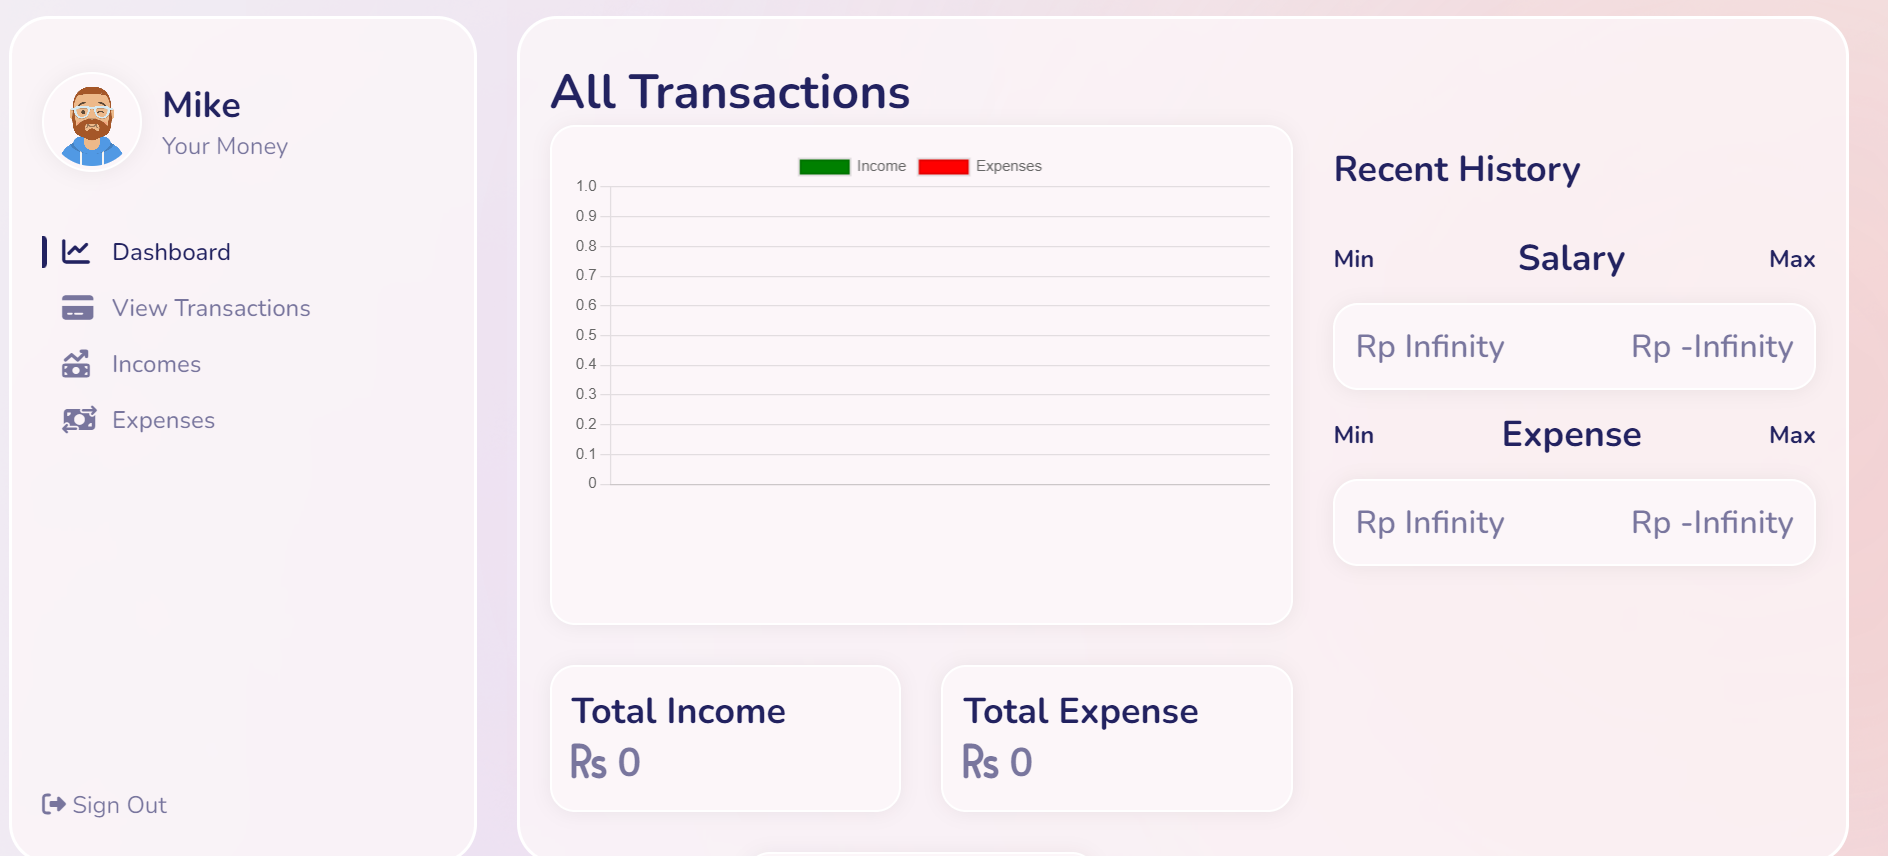 Mike
Your Money
Dashboard
View Transactions
Incomes
Expenses
Sign Out
All Transactions
Income Expenses
1.0
0.9
0.8
0.7
0.6
0.5
0.4
0.3
0.2
0.1
0
Total Income
₨ 0
Total Expense
₨ 0
Recent History
Min Salary Max
Rp Infinity Rp -Infinity
Min Expense Max
Rp Infinity Rp -Infinity